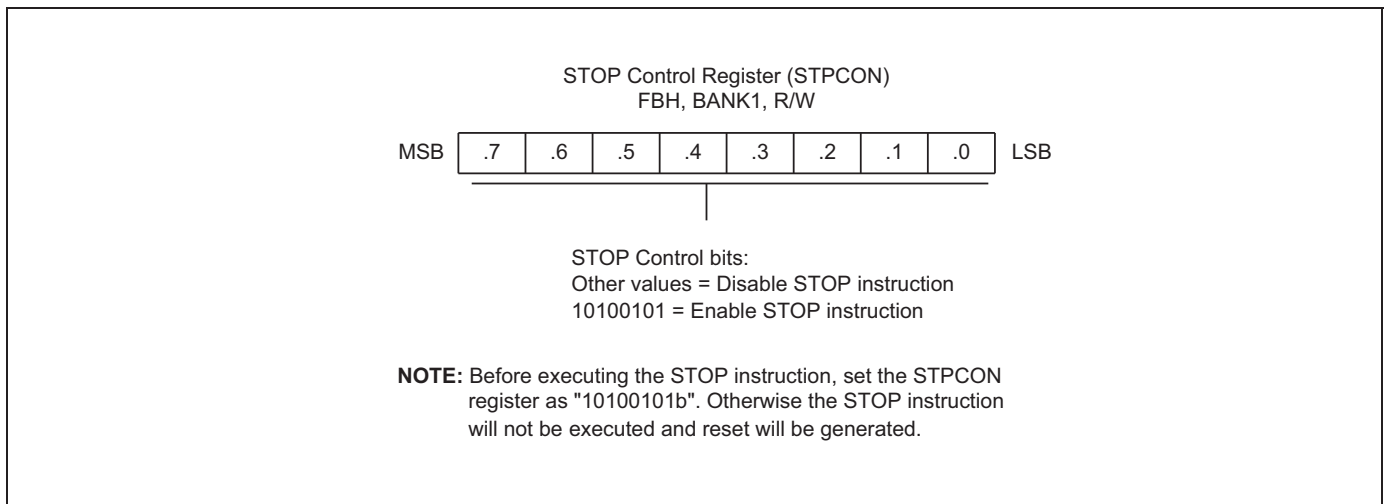 STOP Control Register (STPCON)
FBH, BANK1, R/W
MSB .7 .6 .5 .4 .3 .2 .1 .0 LSB
STOP Control bits:
Other values = Disable STOP instruction
10100101 = Enable STOP instruction
NOTE: Before executing the STOP instruction, set the STPCON
register as "10100101b". Otherwise the STOP instruction
will not be executed and reset will be generated.